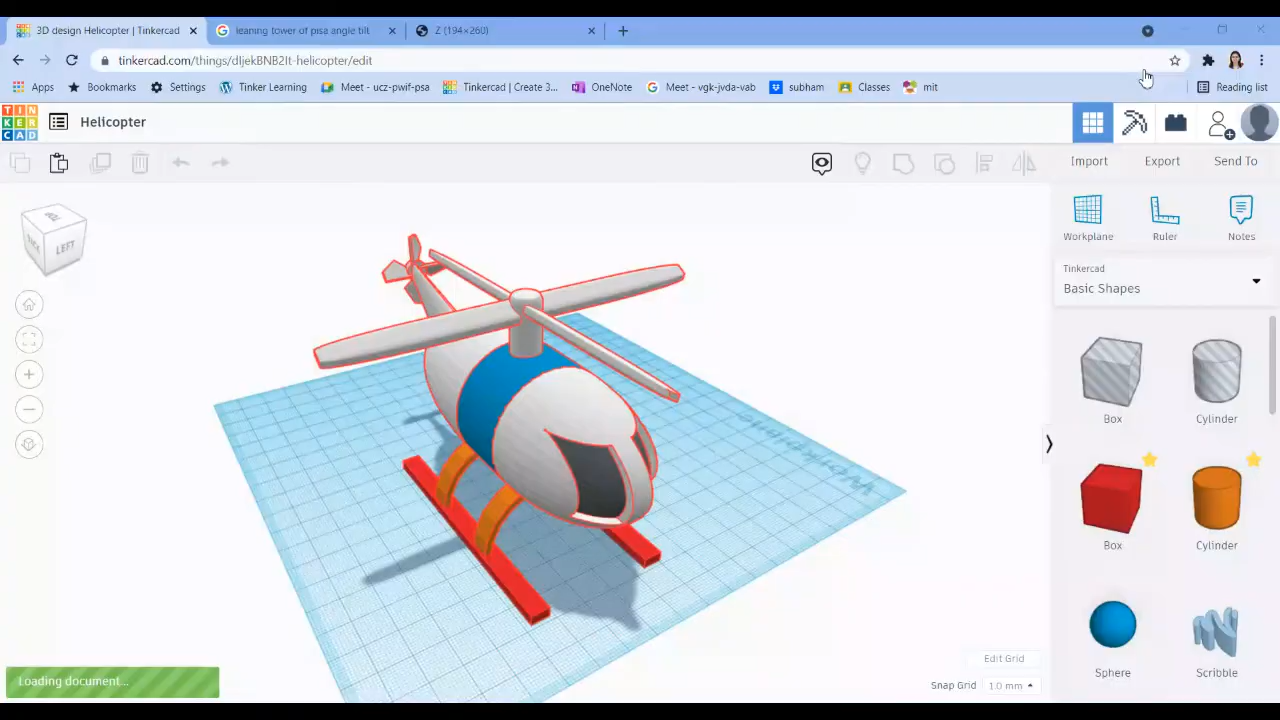 3D design Helicopter | Tinkercad
leaning tower of pisa angle tilt
Z (194×260)
tinkercad.com/things/dljekBNB2lt-helicopter/edit
Apps
Bookmarks
Settings
Tinker Learning
Meet - ucz-pwif-psa
Tinkercad | Create 3...
OneNote
Meet - vgk-jvda-vab
subham
Classes
mit
Reading list
TIN
KER
CAD
Helicopter
Import
Export
Send To
TOP
BACK
LEFT
Workplane
Ruler
Notes
Tinkercad
Basic Shapes
Box
Cylinder
Box
Cylinder
Workplane
Sphere
Scribble
Edit Grid
Loading document...
Snap Grid
1.0 mm